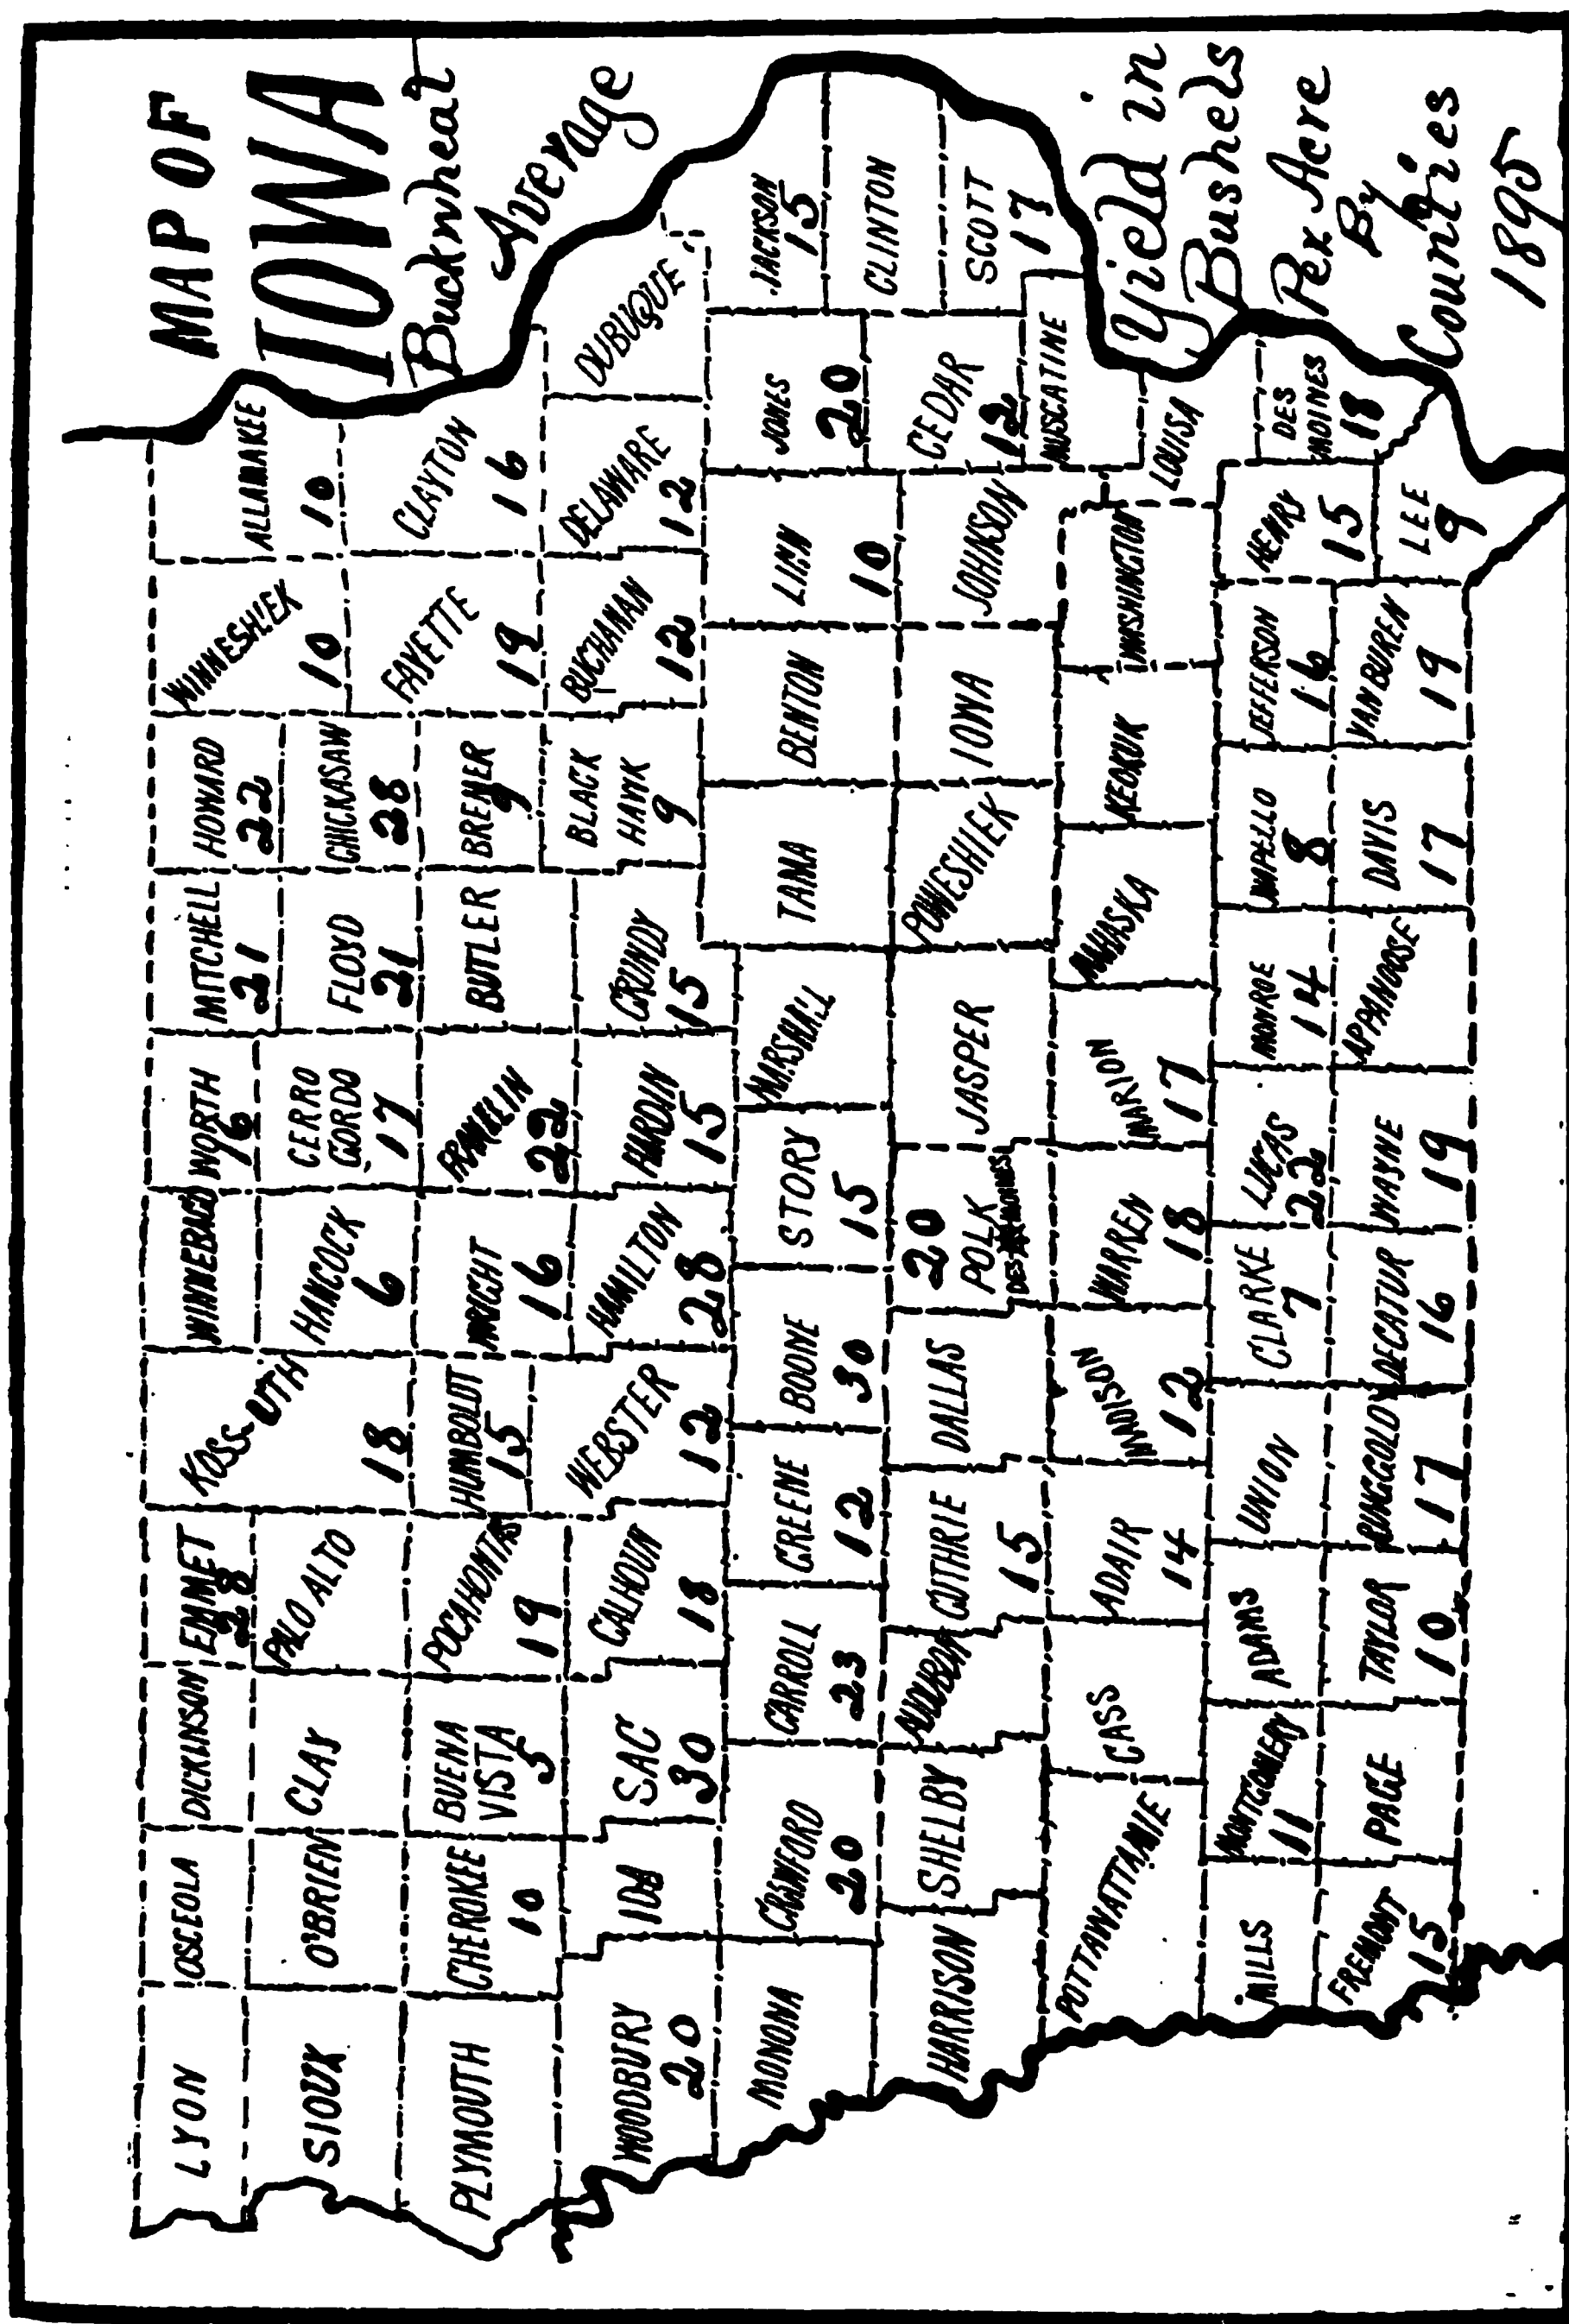 MAP OF
IOWA
Buckwheat
Average
Yield in
Bushels
Per Acre
By
Counties
1895
LYON
OSCEOLA
DICKINSON
EMMET
28
WINNEBAGO
WORTH
16
MITCHELL
21
HOWARD
22
WINNESHIEK
10
ALLAMAKEE
10
SIOUX
O'BRIEN
CLAY
PALO ALTO
KOSSUTH
18
HANCOCK
6
CERRO
GORDO
17
FLOYD
21
CHICKASAW
28
FAYETTE
19
CLAYTON
16
PLYMOUTH
CHEROKEE
10
BUENA
VISTA
5
POCAHONTAS
19
HUMBOLDT
15
WRIGHT
16
FRANKLIN
22
BUTLER
BREMER
9
WOODBURY
20
IDA
SAC
30
CALHOUN
18
WEBSTER
12
HAMILTON
28
HARDIN
15
GRUNDY
15
BLACK
HAWK
9
BUCHANAN
12
DELAWARE
12
DUBUQUE
MONONA
CRAWFORD
20
CARROLL
23
GREENE
12
BOONE
30
STORY
15
MARSHALL
TAMA
BENTON
LINN
10
JONES
20
JACKSON
15
CLINTON
HARRISON
SHELBY
AUDUBON
GUTHRIE
15
DALLAS
20
POLK
DES MOINES
JASPER
POWESHIEK
IOWA
JOHNSON
CEDAR
12
SCOTT
17
MUSCATINE
POTTAWATTAMIE
CASS
ADAIR
14
MADISON
12
WARREN
18
MARION
17
MAHASKA
KEOKUK
WASHINGTON
LOUISA
MILLS
MONTGOMERY
11
ADAMS
UNION
CLARKE
7
LUCAS
22
MONROE
14
WAPELLO
8
JEFFERSON
16
HENRY
15
DES
MOINES
18
FREMONT
15
PAGE
TAYLOR
10
RINGGOLD
17
DECATUR
16
WAYNE
19
APPANOOSE
DAVIS
17
VAN BUREN
19
LEE
9